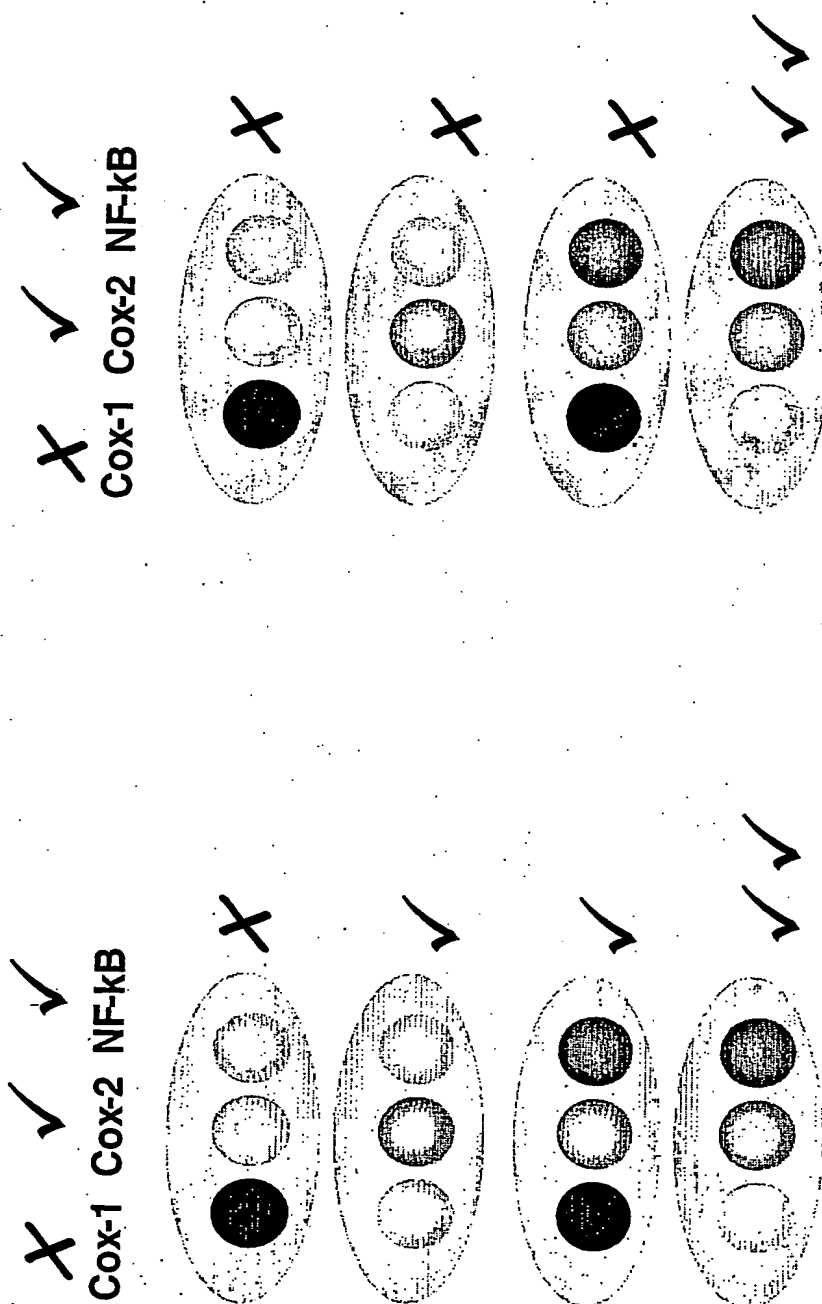 X ✓ ✓
Cox-1 Cox-2 NF-kB
X
✓
✓
✓✓
X ✓ ✓
Cox-1 Cox-2 NF-kB
X
X
X
✓✓